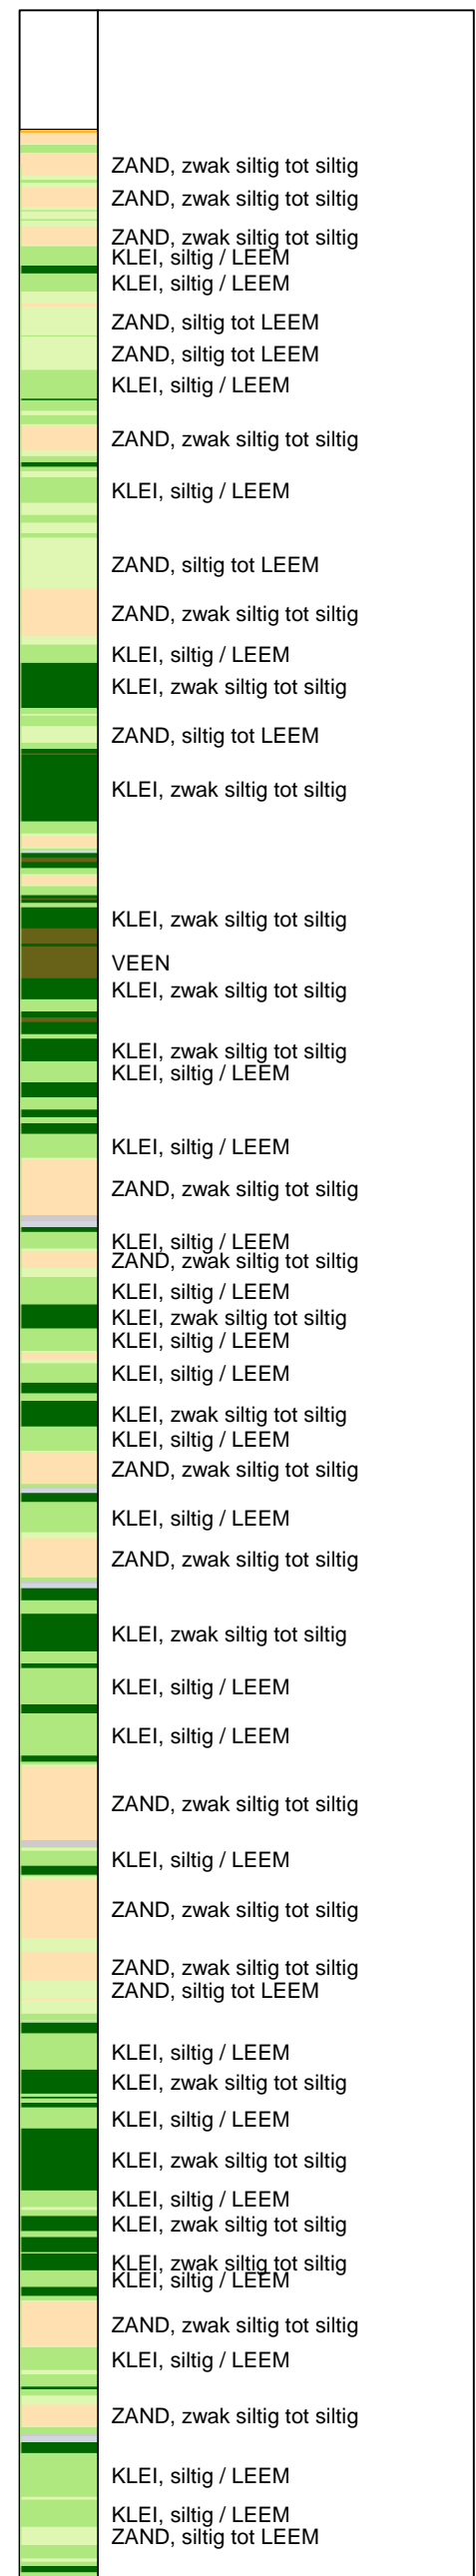 ZAND, zwak siltig tot siltig
ZAND, zwak siltig tot siltig
ZAND, zwak siltig tot siltig
KLEI, siltig / LEEM
KLEI, siltig / LEEM
ZAND, siltig tot LEEM
ZAND, siltig tot LEEM
KLEI, siltig / LEEM
ZAND, zwak siltig tot siltig
KLEI, siltig / LEEM
ZAND, siltig tot LEEM
ZAND, zwak siltig tot siltig
KLEI, siltig / LEEM
KLEI, zwak siltig tot siltig
ZAND, siltig tot LEEM
KLEI, zwak siltig tot siltig
KLEI, zwak siltig tot siltig
VEEN
KLEI, zwak siltig tot siltig
KLEI, zwak siltig tot siltig
KLEI, siltig / LEEM
KLEI, siltig / LEEM
ZAND, zwak siltig tot siltig
KLEI, siltig / LEEM
ZAND, zwak siltig tot siltig
KLEI, siltig / LEEM
KLEI, zwak siltig tot siltig
KLEI, siltig / LEEM
KLEI, siltig / LEEM
KLEI, zwak siltig tot siltig
KLEI, siltig / LEEM
ZAND, zwak siltig tot siltig
KLEI, siltig / LEEM
ZAND, zwak siltig tot siltig
KLEI, zwak siltig tot siltig
KLEI, siltig / LEEM
KLEI, siltig / LEEM
ZAND, zwak siltig tot siltig
KLEI, siltig / LEEM
ZAND, zwak siltig tot siltig
ZAND, zwak siltig tot siltig
ZAND, siltig tot LEEM
KLEI, siltig / LEEM
KLEI, zwak siltig tot siltig
KLEI, siltig / LEEM
KLEI, zwak siltig tot siltig
KLEI, siltig / LEEM
KLEI, zwak siltig tot siltig
KLEI, zwak siltig tot siltig
KLEI, siltig / LEEM
ZAND, zwak siltig tot siltig
KLEI, siltig / LEEM
ZAND, zwak siltig tot siltig
KLEI, siltig / LEEM
KLEI, siltig / LEEM
ZAND, siltig tot LEEM